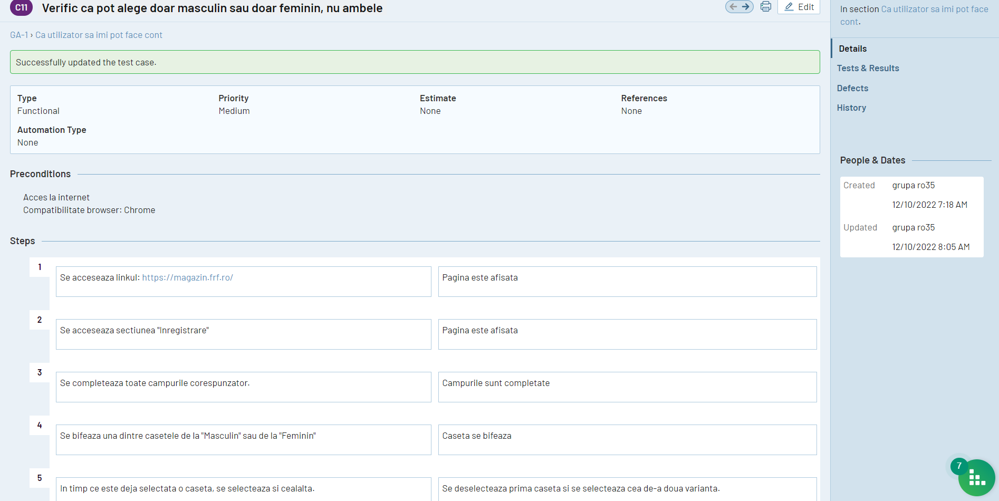 C11 Verific ca pot alege doar masculin sau doar feminin, nu ambele
Edit
GA-1 › Ca utilizator sa imi pot face cont
Successfully updated the test case.
Type
Functional
Priority
Medium
Estimate
None
References
None
Automation Type
None
Preconditions
Acces la internet
Compatibilitate browser: Chrome
Steps
1
Se acceseaza linkul: https://magazin.frf.ro/
Pagina este afisata
2
Se acceseaza sectiunea "Inregistrare"
Pagina este afisata
3
Se completeaza toate campurile corespunzator.
Campurile sunt completate
4
Se bifeaza una dintre casetele de la "Masculin" sau de la "Feminin"
Caseta se bifeaza
5
In timp ce este deja selectata o caseta, se selecteaza si cealalta.
Se deselecteaza prima caseta si se selecteaza cea de-a doua varianta.
In section Ca utilizator sa imi pot face
cont.
Details
Tests & Results
Defects
History
People & Dates
Created grupa ro35
12/10/2022 7:18 AM
Updated grupa ro35
12/10/2022 8:05 AM
7